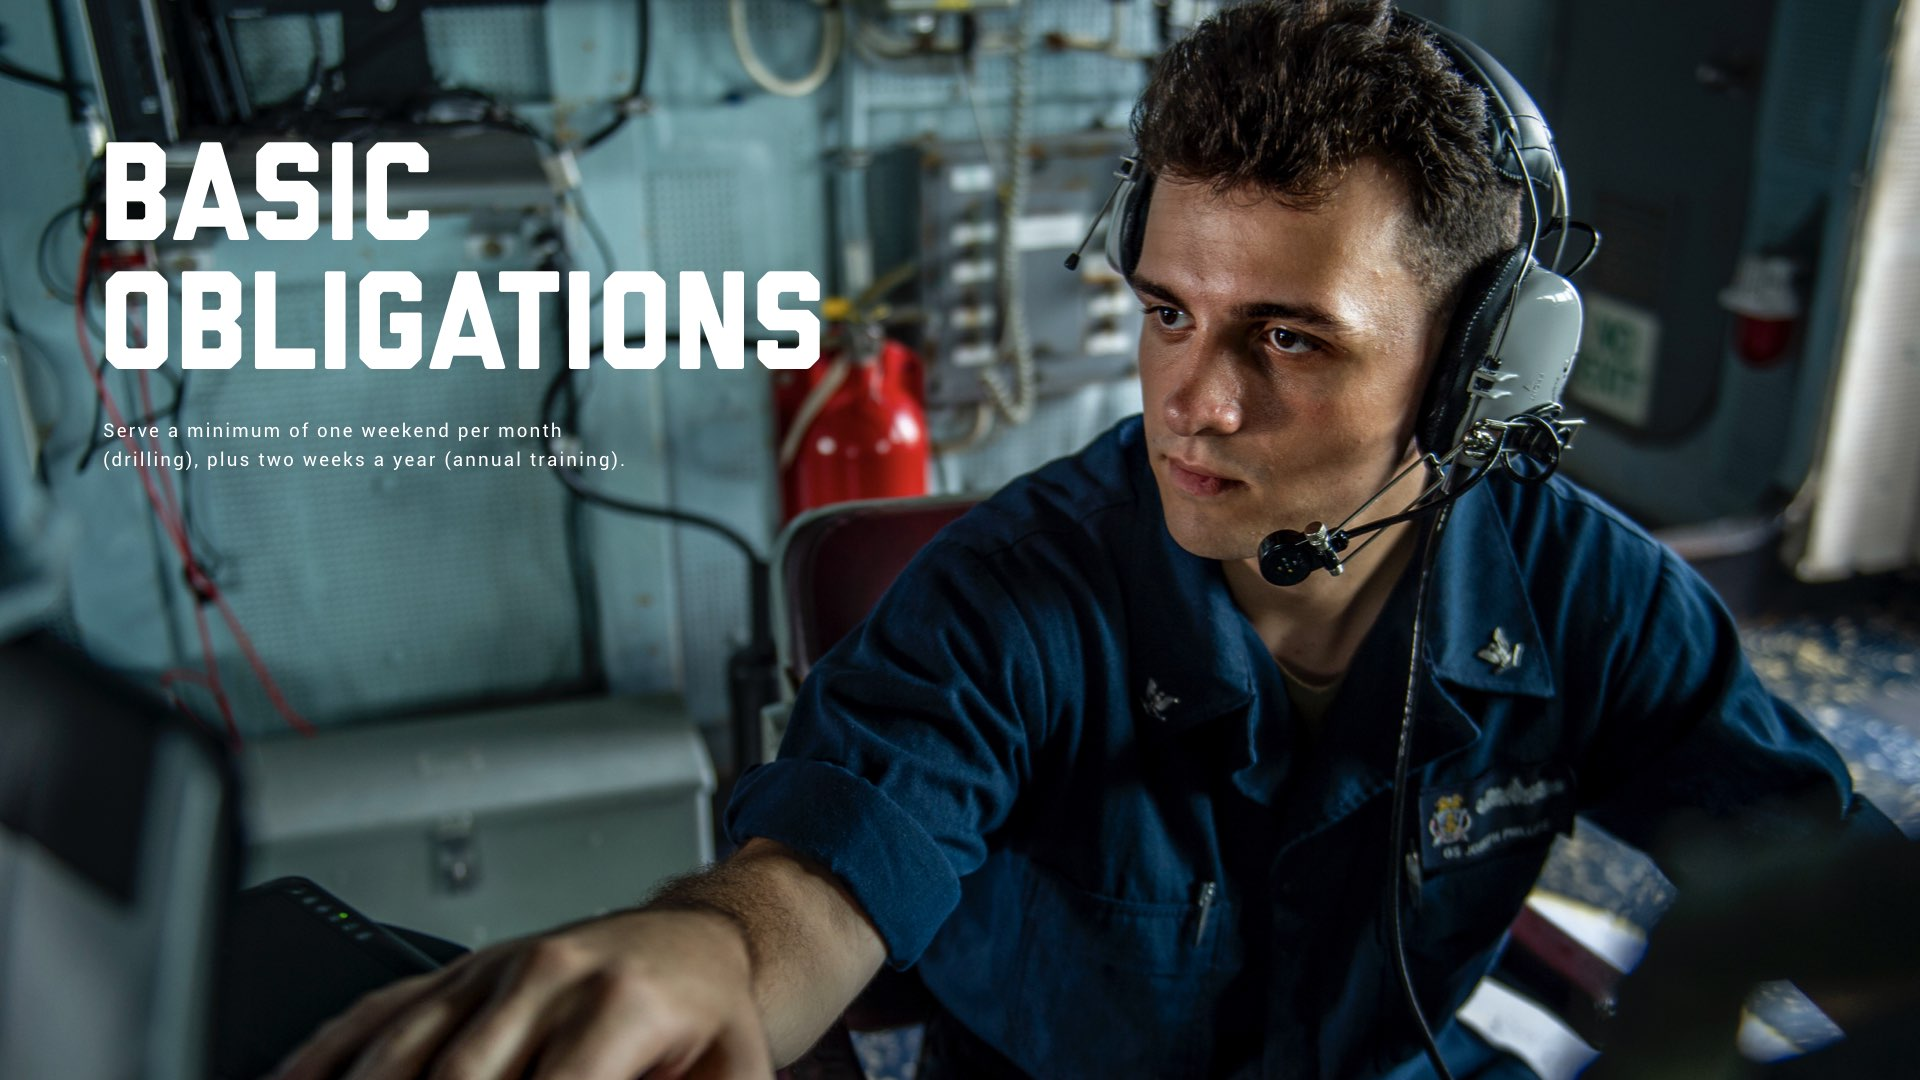 BASIC
OBLIGATIONS
Serve a minimum of one weekend per month
(drilling), plus two weeks a year (annual training).